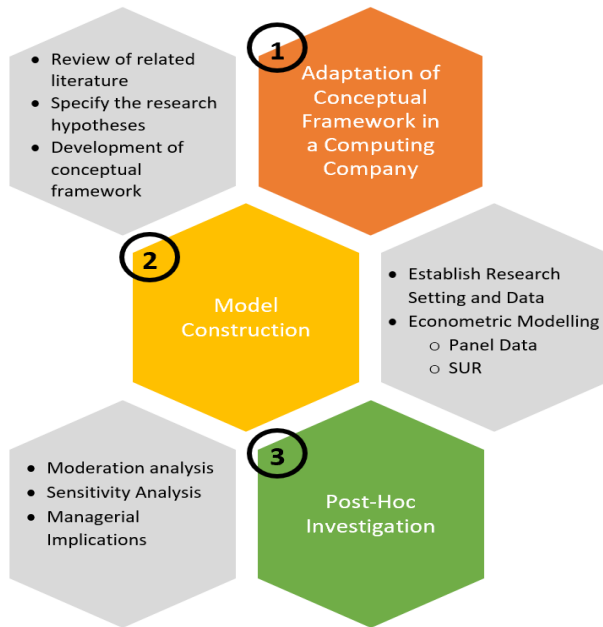 1
Adaptation of
Conceptual
Framework in
a Computing
Company
● Review of related
literature
● Specify the research
hypotheses
● Development of
conceptual
framework
2
Model
Construction
● Establish Research
Setting and Data
● Econometric Modelling
○ Panel Data
○ SUR
3
Post-Hoc
Investigation
● Moderation analysis
● Sensitivity Analysis
● Managerial
Implications